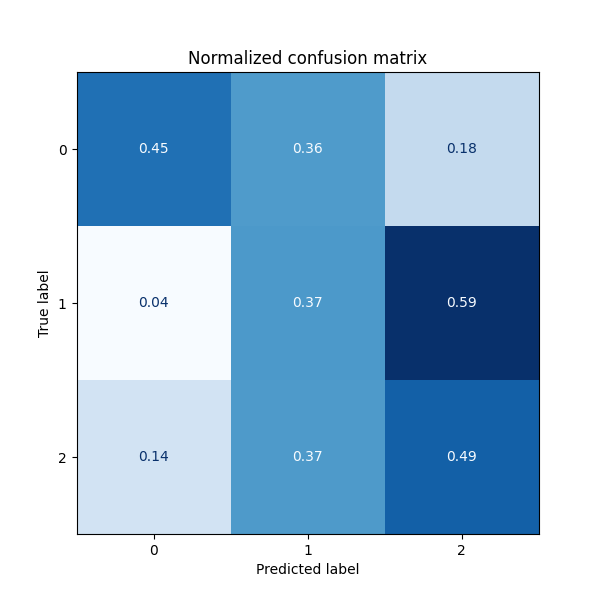 Normalized confusion matrix
0 0.45 0.36 0.18
1 0.04 0.37 0.59
2 0.14 0.37 0.49
0 1 2
Predicted label
True label